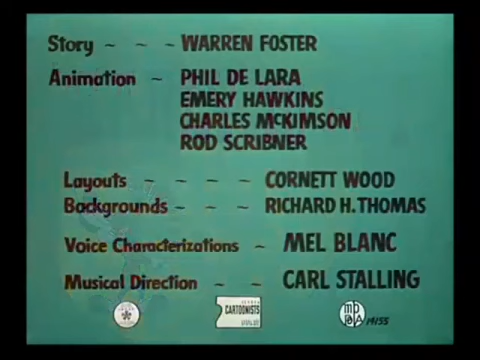 Story ~ ~ ~ WARREN FOSTER
Animation ~ PHIL DE LARA
EMERY HAWKINS
CHARLES McKIMSON
ROD SCRIBNER
Layouts ~ ~ ~ ~ CORNETT WOOD
Backgrounds ~ ~ ~ RICHARD H. THOMAS
Voice Characterizations ~ MEL BLANC
Musical Direction ~ ~ CARL STALLING
CARTOONISTS